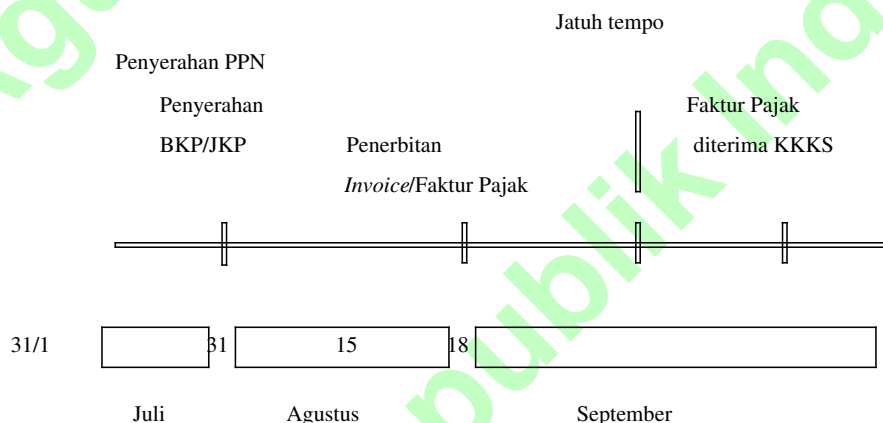 Jatuh tempo
Penyerahan PPN
Penyerahan Faktur Pajak
BKP/JKP Penerbitan diterima KKKS
Invoice/Faktur Pajak
31/1 31 15 18
Juli Agustus September